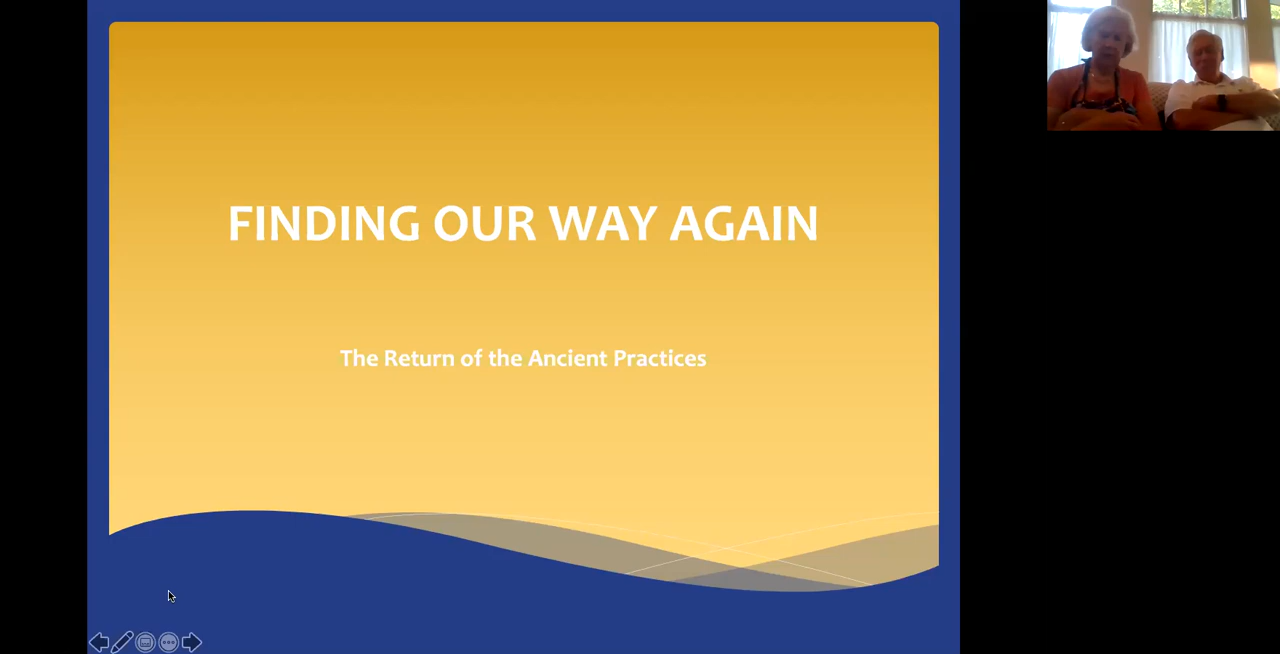 FINDING OUR WAY AGAIN
The Return of the Ancient Practices